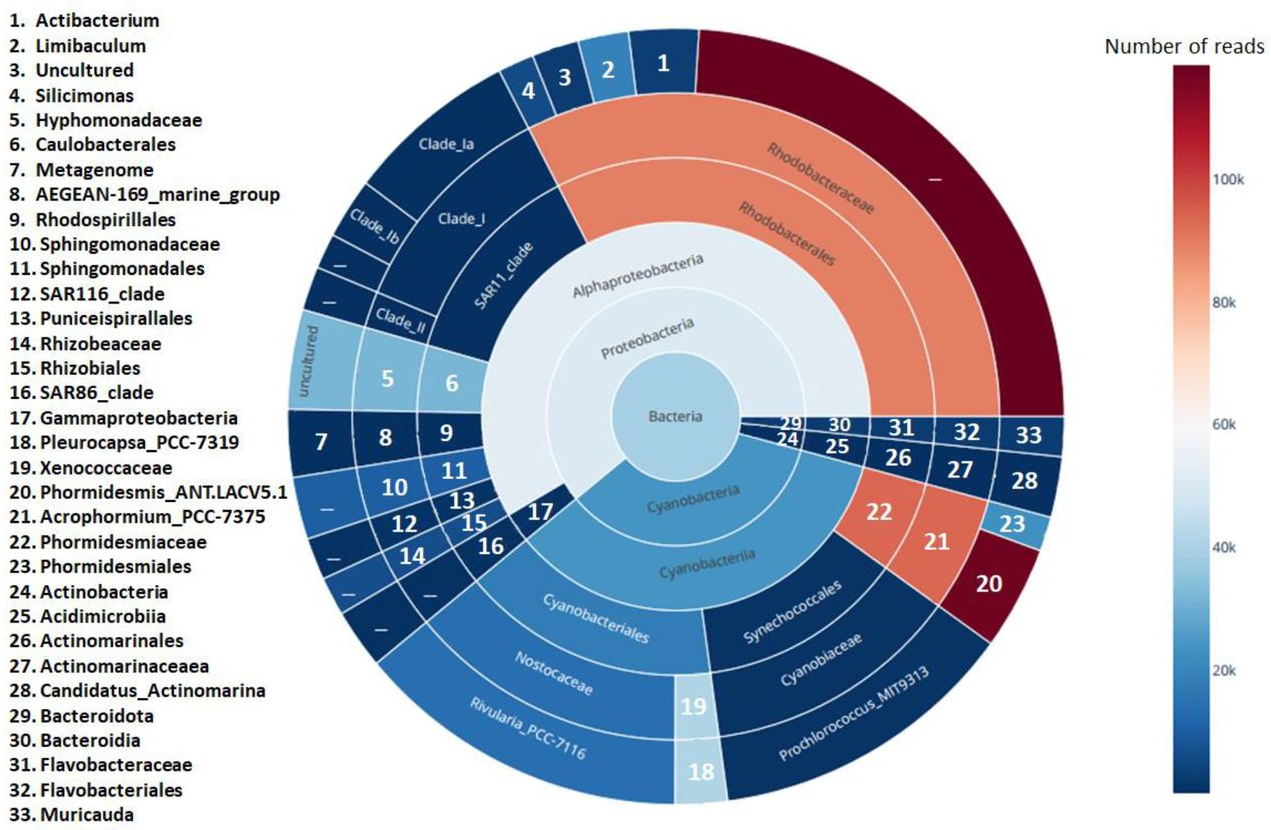 1. Actibacterium
2. Limibaculum
3. Uncultured
4. Silicimonas
5. Hyphomonadaceae
6. Caulobacterales
7. Metagenome
8. AEGEAN-169_marine_group
9. Rhodospirillales
10. Sphingomonadaceae
11. Sphingomonadales
12. SAR116_clade
13. Puniceispirallales
14. Rhizobeaceae
15. Rhizobiales
16. SAR86_clade
17. Gammaproteobacteria
18. Pleurocapsa_PCC-7319
19. Xenococcaceae
20. Phormidesmis_ANT.LACV5.1
21. Acrophormium_PCC-7375
22. Phormidesmiaceae
23. Phormidesmiales
24. Actinobacteria
25. Acidimicrobiia
26. Actinomarinales
27. Actinomarinaceaea
28. Candidatus_Actinomarina
29. Bacteroidota
30. Bacteroidia
31. Flavobacteraceae
32. Flavobacteriales
33. Muricauda
4
3
2
1
—
Clade_Ia
Clade_Ib
—
—
Clade_I
Clade_II
SAR11_clade
Rhodobacteraceae
Rhodobacterales
Alphaproteobacteria
Proteobacteria
Bacteria
uncultured
5
6
7
8
9
—
10
11
—
12
13
—
14
15
—
—
16
17
29
30
31
32
33
24
25
26
27
28
Cyanobacteria
Cyanobacteriia
22
21
23
20
Synechococcales
Cyanobiaceae
Prochlorococcus_MIT9313
Cyanobacteriales
Nostocaceae
Rivularia_PCC-7116
19
18
Number of reads
100k
80k
60k
40k
20k